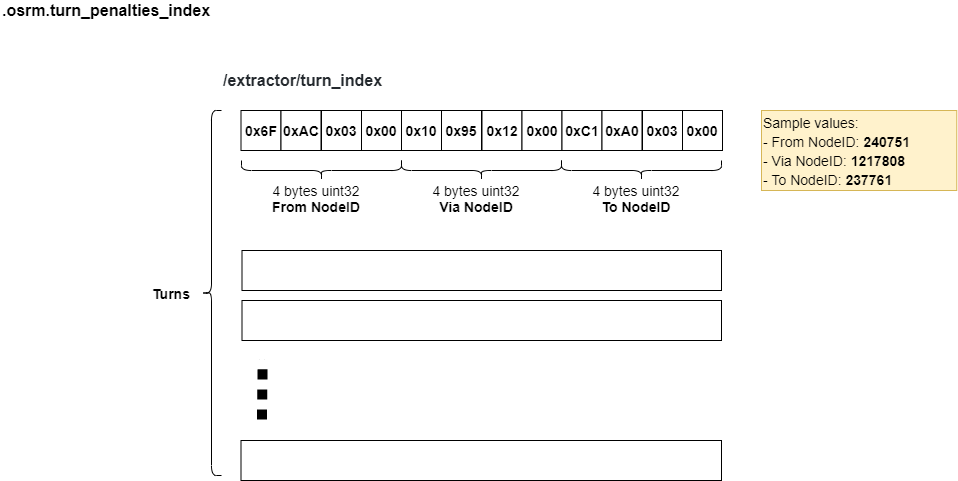 .osrm.turn_penalties_index
/extractor/turn_index
0x6F 0xAC 0x03 0x00 0x10 0x95 0x12 0x00 0xC1 0xA0 0x03 0x00
4 bytes uint32 4 bytes uint32 4 bytes uint32
From NodeID Via NodeID To NodeID
Sample values:
- From NodeID: 240751
- Via NodeID: 1217808
- To NodeID: 237761
Turns